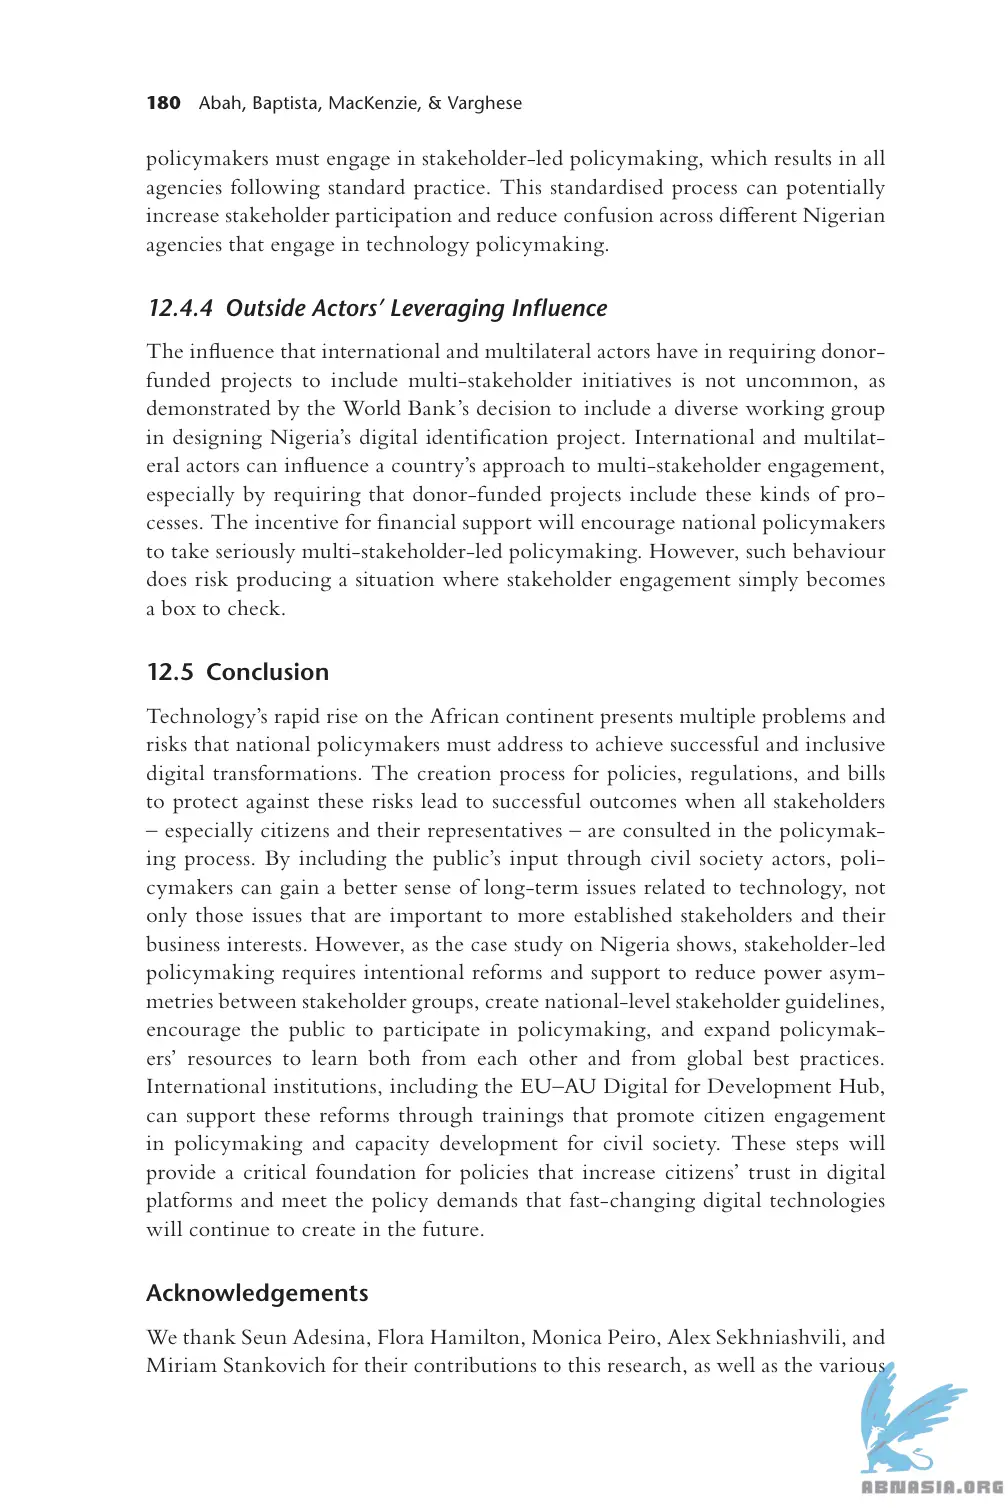 180 Abah, Baptista, MacKenzie, & Varghese
policymakers must engage in stakeholder-led policymaking, which results in all
agencies following standard practice. This standardised process can potentially
increase stakeholder participation and reduce confusion across different Nigerian
agencies that engage in technology policymaking.
12.4.4 Outside Actors’ Leveraging Influence
The influence that international and multilateral actors have in requiring donor-
funded projects to include multi-stakeholder initiatives is not uncommon, as
demonstrated by the World Bank’s decision to include a diverse working group
in designing Nigeria’s digital identification project. International and multilat-
eral actors can influence a country’s approach to multi-stakeholder engagement,
especially by requiring that donor-funded projects include these kinds of pro-
cesses. The incentive for financial support will encourage national policymakers
to take seriously multi-stakeholder-led policymaking. However, such behaviour
does risk producing a situation where stakeholder engagement simply becomes
a box to check.
12.5 Conclusion
Technology’s rapid rise on the African continent presents multiple problems and
risks that national policymakers must address to achieve successful and inclusive
digital transformations. The creation process for policies, regulations, and bills
to protect against these risks lead to successful outcomes when all stakeholders
– especially citizens and their representatives – are consulted in the policymak-
ing process. By including the public’s input through civil society actors, poli-
cymakers can gain a better sense of long-term issues related to technology, not
only those issues that are important to more established stakeholders and their
business interests. However, as the case study on Nigeria shows, stakeholder-led
policymaking requires intentional reforms and support to reduce power asym-
metries between stakeholder groups, create national-level stakeholder guidelines,
encourage the public to participate in policymaking, and expand policymak-
ers’ resources to learn both from each other and from global best practices.
International institutions, including the EU–AU Digital for Development Hub,
can support these reforms through trainings that promote citizen engagement
in policymaking and capacity development for civil society. These steps will
provide a critical foundation for policies that increase citizens’ trust in digital
platforms and meet the policy demands that fast-changing digital technologies
will continue to create in the future.
Acknowledgements
We thank Seun Adesina, Flora Hamilton, Monica Peiro, Alex Sekhniashvili, and
Miriam Stankovich for their contributions to this research, as well as the various
ABNASIA.ORG